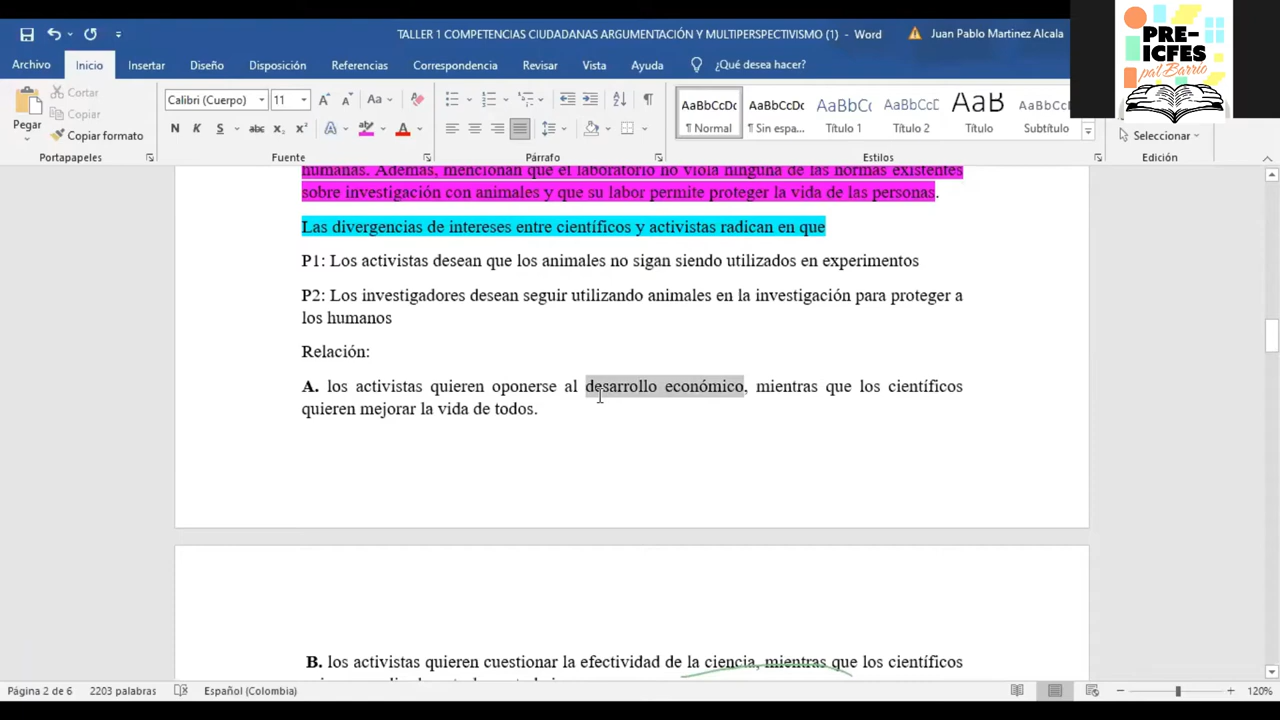 TALLER 1 COMPETENCIAS CIUDADANAS ARGUMENTACIÓN Y MULTIPERSPECTIVISMO (1) - Word
Juan Pablo Martinez Alcala
PRE-
ICFES
pal Barrio
Archivo Inicio Insertar Diseño Disposición Referencias Correspondencia Revisar Vista Ayuda ¿Qué desea hacer?
Pegar
Cortar
Copiar
Copiar formato
Portapapeles
Calibri (Cuerpo) 11 Aa
N K S abc x₂ x² A A
Fuente
Párrafo
AaBbCcDc AaBbCcDc AaBbCcD AaBbCcD AaB AaBbCcD
¶ Normal ¶ Sin espa... Título 1 Título 2 Título Subtítulo
Estilos
Seleccionar
Edición
humanas. Además, mencionan que el laboratorio no viola ninguna de las normas existentes
sobre investigación con animales y que su labor permite proteger la vida de las personas.
Las divergencias de intereses entre científicos y activistas radican en que
P1: Los activistas desean que los animales no sigan siendo utilizados en experimentos
P2: Los investigadores desean seguir utilizando animales en la investigación para proteger a
los humanos
Relación:
A. los activistas quieren oponerse al desarrollo económico, mientras que los científicos
quieren mejorar la vida de todos.
B. los activistas quieren cuestionar la efectividad de la ciencia, mientras que los científicos
Página 2 de 6 2203 palabras Español (Colombia) 120%